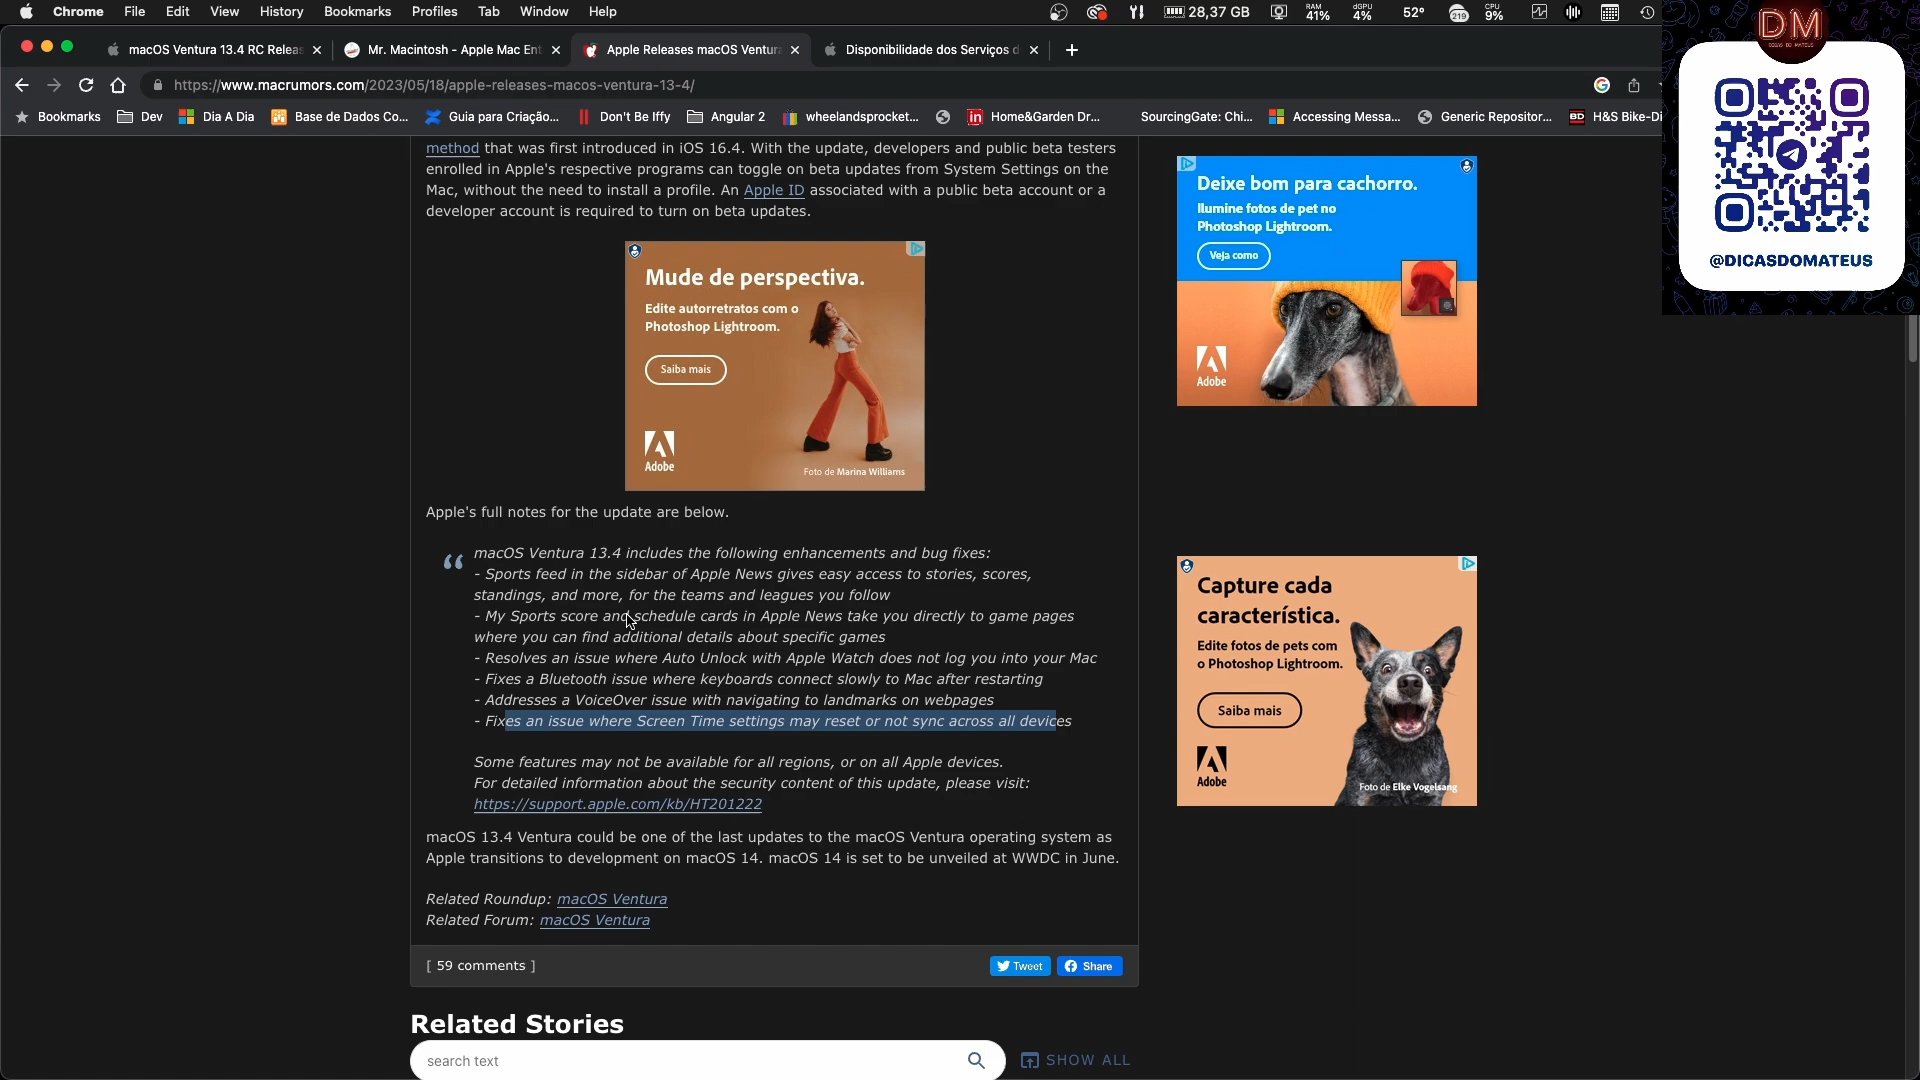 Chrome File Edit View History Bookmarks Profiles Tab Window Help
28,37 GB RAM 41% dGPU 4% 52° 219 CPU 9%
macOS Ventura 13.4 RC Releas
Mr. Macintosh - Apple Mac Ent
Apple Releases macOS Ventura
Disponibilidade dos Serviços d
https://www.macrumors.com/2023/05/18/apple-releases-macos-ventura-13-4/
Bookmarks Dev Dia A Dia Base de Dados Co... Guia para Criação... Don't Be Iffy Angular 2 wheelandsprocket... Home&Garden Dr... SourcingGate: Chi... Accessing Messa... Generic Repositor... BD H&S Bike-Di
DM
@DICASDOMATEUS
method that was first introduced in iOS 16.4. With the update, developers and public beta testers
enrolled in Apple's respective programs can toggle on beta updates from System Settings on the
Mac, without the need to install a profile. An Apple ID associated with a public beta account or a
developer account is required to turn on beta updates.
Mude de perspectiva.
Edite autorretratos com o
Photoshop Lightroom.
Saiba mais
Adobe
Foto de Marina Williams
Deixe bom para cachorro.
Ilumine fotos de pet no
Photoshop Lightroom.
Veja como
Adobe
Apple's full notes for the update are below.
“ macOS Ventura 13.4 includes the following enhancements and bug fixes:
- Sports feed in the sidebar of Apple News gives easy access to stories, scores,
standings, and more, for the teams and leagues you follow
- My Sports score and schedule cards in Apple News take you directly to game pages
where you can find additional details about specific games
- Resolves an issue where Auto Unlock with Apple Watch does not log you into your Mac
- Fixes a Bluetooth issue where keyboards connect slowly to Mac after restarting
- Addresses a VoiceOver issue with navigating to landmarks on webpages
- Fixes an issue where Screen Time settings may reset or not sync across all devices
Some features may not be available for all regions, or on all Apple devices.
For detailed information about the security content of this update, please visit:
https://support.apple.com/kb/HT201222
Capture cada
característica.
Edite fotos de pets com
o Photoshop Lightroom.
Saiba mais
Adobe
Foto de Elke Vogelsang
macOS 13.4 Ventura could be one of the last updates to the macOS Ventura operating system as
Apple transitions to development on macOS 14. macOS 14 is set to be unveiled at WWDC in June.
Related Roundup: macOS Ventura
Related Forum: macOS Ventura
[ 59 comments ]
Tweet
Share
Related Stories
search text
SHOW ALL